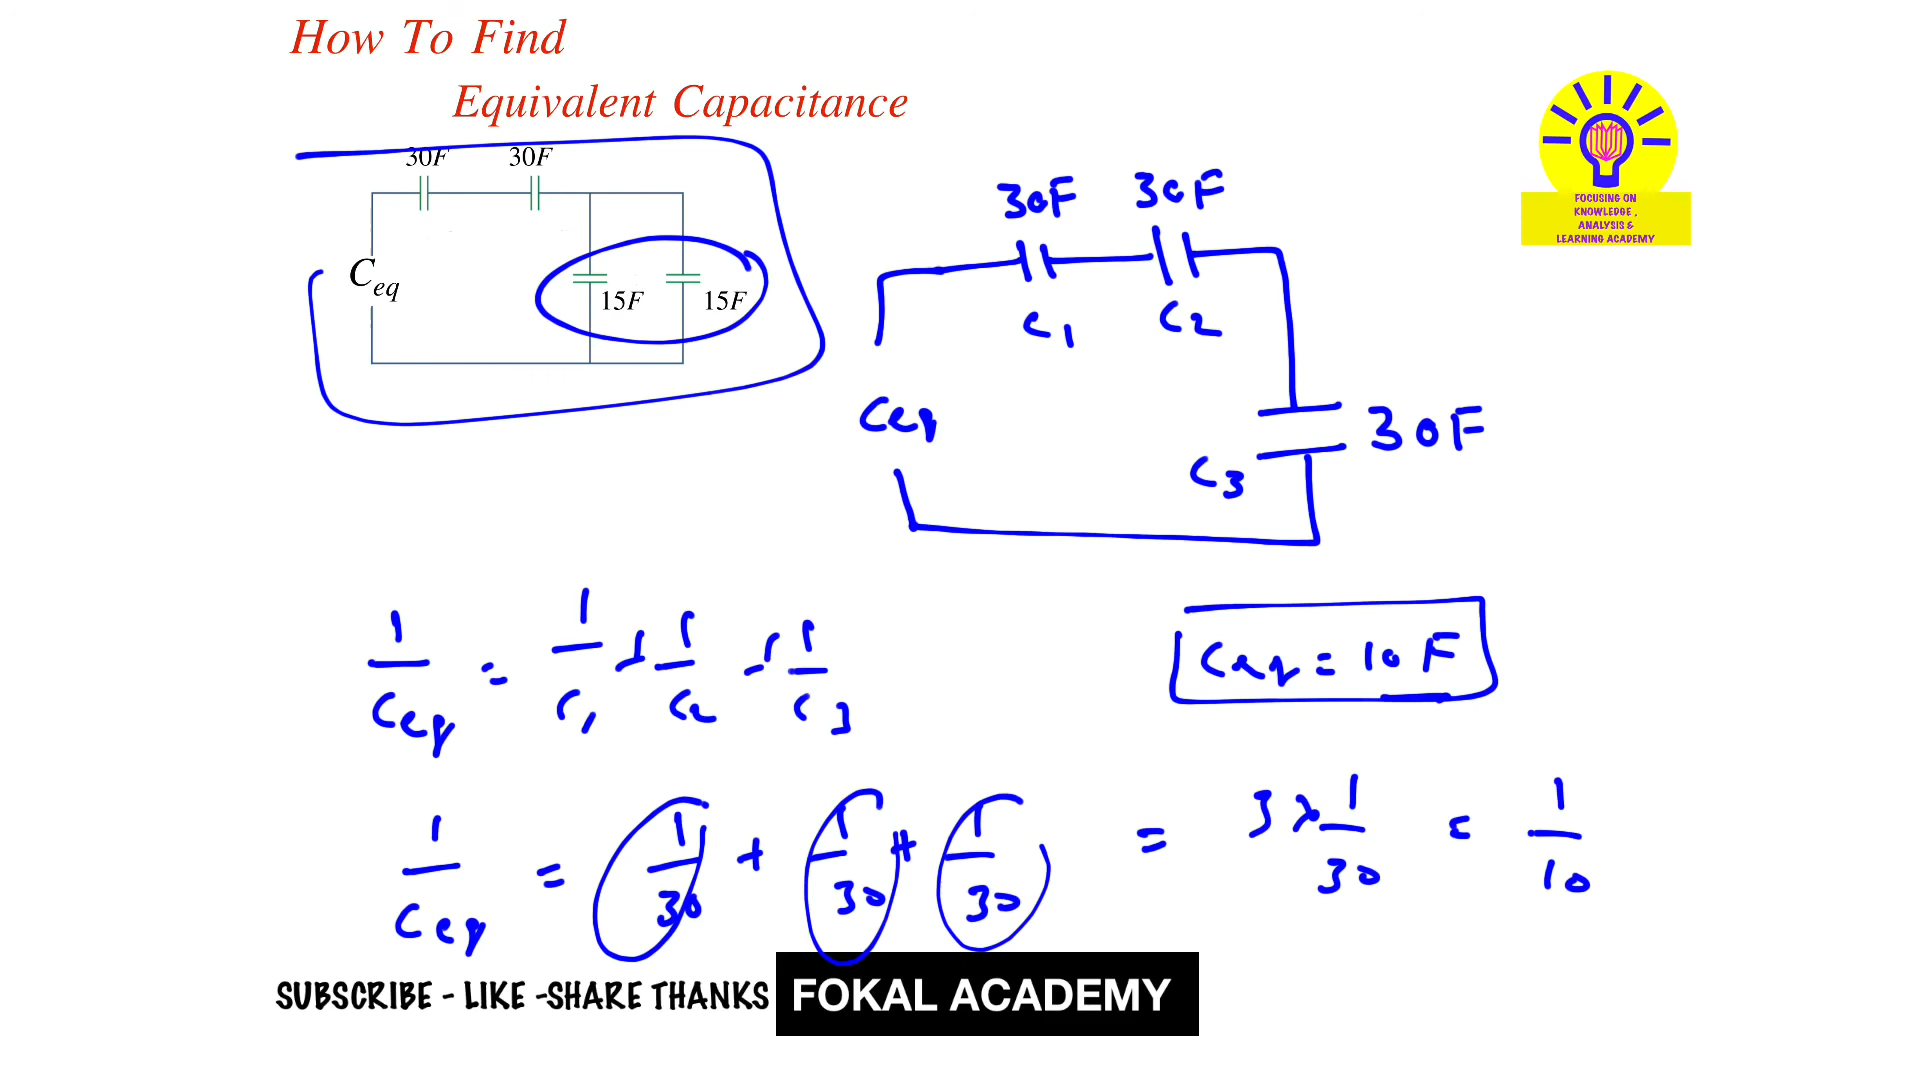 How To Find
Equivalent Capacitance
30F 30F
C_eq
15F 15F
30F 30F
C1 C2
Ceq
30F
C3
FOCUSING ON
KNOWLEDGE ,
ANALYSIS &
LEARNING ACADEMY
1/Ceq = 1/C1 + 1/C2 + 1/C3
Ceq = 10 F
1/Ceq = 1/30 + 1/30 + 1/30 = 3 x 1/30 = 1/10
SUBSCRIBE - LIKE -SHARE THANKS
FOKAL ACADEMY